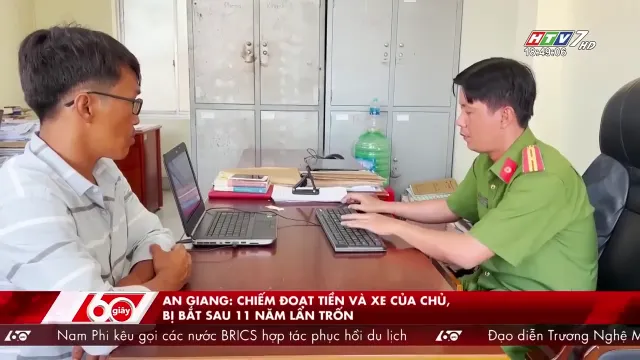 HTV7 HD
18:49:06
60 giây
AN GIANG: CHIẾM ĐOẠT TIỀN VÀ XE CỦA CHỦ,
BỊ BẮT SAU 11 NĂM LẨN TRỐN
Nam Phi kêu gọi các nước BRICS hợp tác phục hồi du lịch
60 giây
Đạo diễn Trương Nghệ M